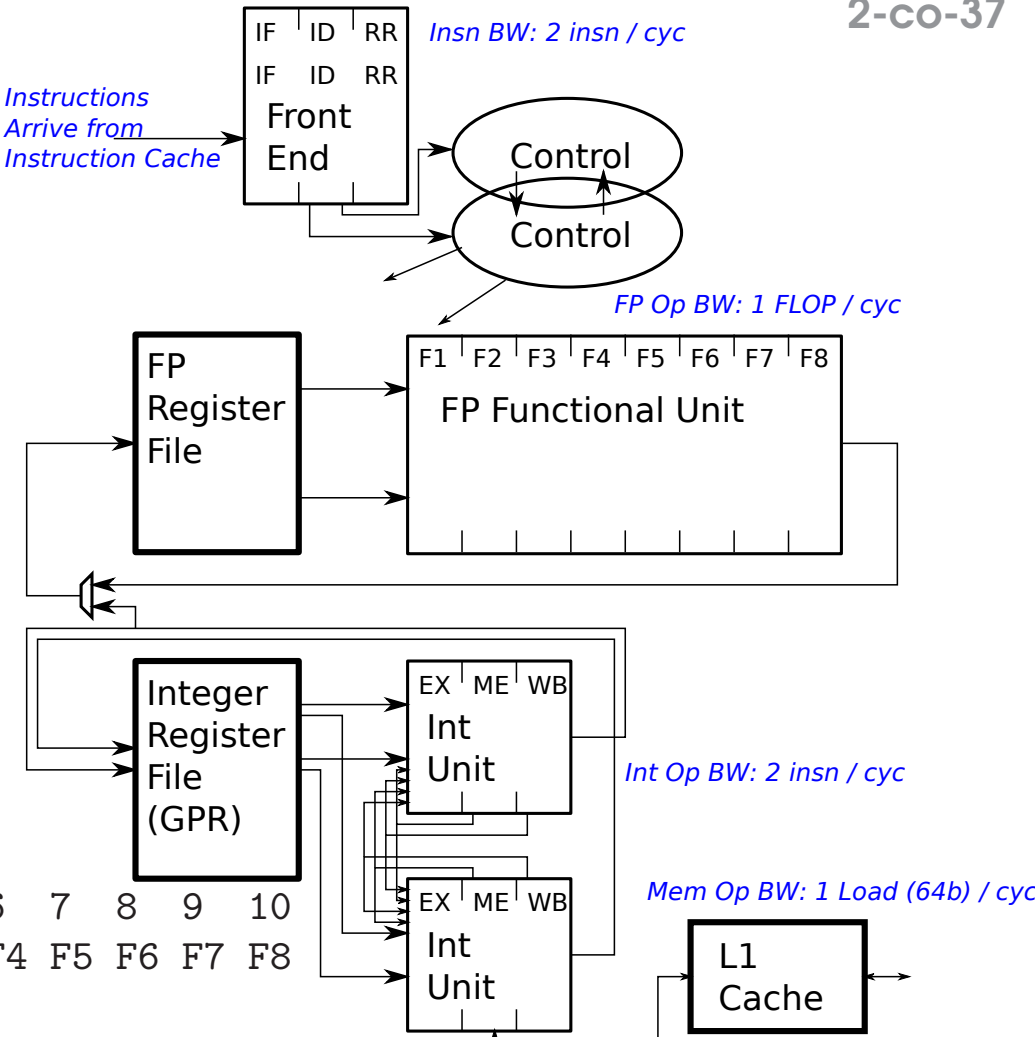 2-co-37
IF ID RR
IF ID RR
Front
End
Insn BW: 2 insn / cyc
Instructions
Arrive from
Instruction Cache
Control
Control
FP Op BW: 1 FLOP / cyc
FP
Register
File
F1 F2 F3 F4 F5 F6 F7 F8
FP Functional Unit
Integer
Register
File
(GPR)
EX ME WB
Int
Unit
Int Op BW: 2 insn / cyc
EX ME WB
Int
Unit
Mem Op BW: 1 Load (64b) / cyc
L1
Cache
7 8 9 10
F5 F6 F7 F8